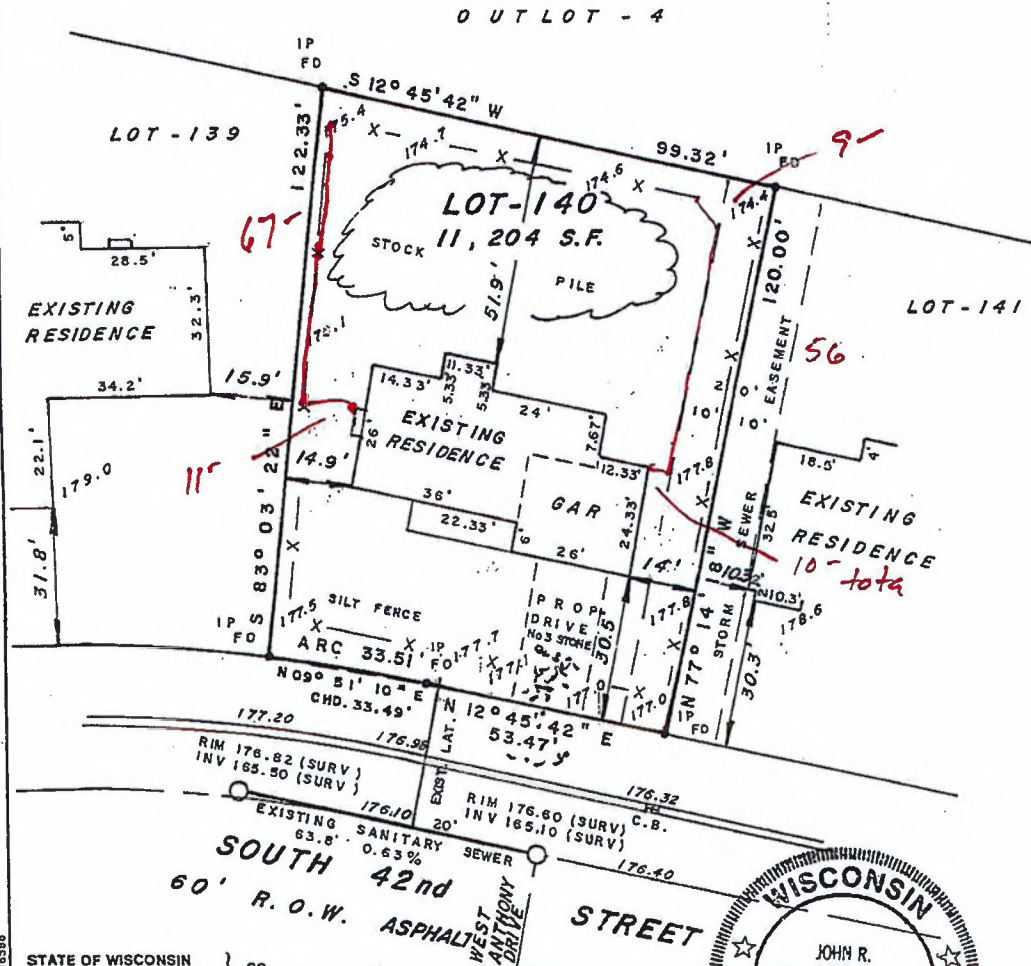 OUTLOT - 4
IP
FD
S 12° 45' 42" W
99.32'
IP
FD
9-
LOT-139
122.33'
175.4
174.7
174.6
174.4
LOT-140
11, 204 S.F.
STOCK
PILE
67-
5'
28.5'
EXISTING
RESIDENCE
32.3'
51.9'
120.00'
LOT-141
EASEMENT
56
2 0'
10'
10'
34.2'
15.9'
14.33'
11.33'
5.33'
5.33'
24'
EXISTING
RESIDENCE
7.67'
12.33'
177.8
18.5'
4'
22.1'
179.0
11-
14.9'
26'
36'
22.33'
6'
GAR
24.33'
26'
SEWER
32.5'
EXISTING
RESIDENCE
10- tota
31.8'
S 83° 03' 22" E
14.'
10.3'
178.6
177.5
SILT FENCE
PROP
DRIVE
No3 STONE
30.5
177.8
N 77° 14' 18" W
STORM
30.3'
IP
FD
ARC 33.51'
IP
FD
177.7
177.0
N 09° 51' 10" E
CHD. 33.49'
N 12° 45' 42" E
53.47'
IP
FD
177.20
176.98
RIM 176.82 (SURV)
INV 165.50 (SURV)
EXIST. LAT.
176.32
C.B.
176.10
20'
RIM 176.60 (SURV)
INV 165.10 (SURV)
EXISTING SANITARY SEWER
63.8' - 0.63%
176.40
SOUTH 42nd STREET
60' R.O.W. ASPHALT
WEST
ANTHONY
DRIVE
WISCONSIN
JOHN R.
STATE OF WISCONSIN }